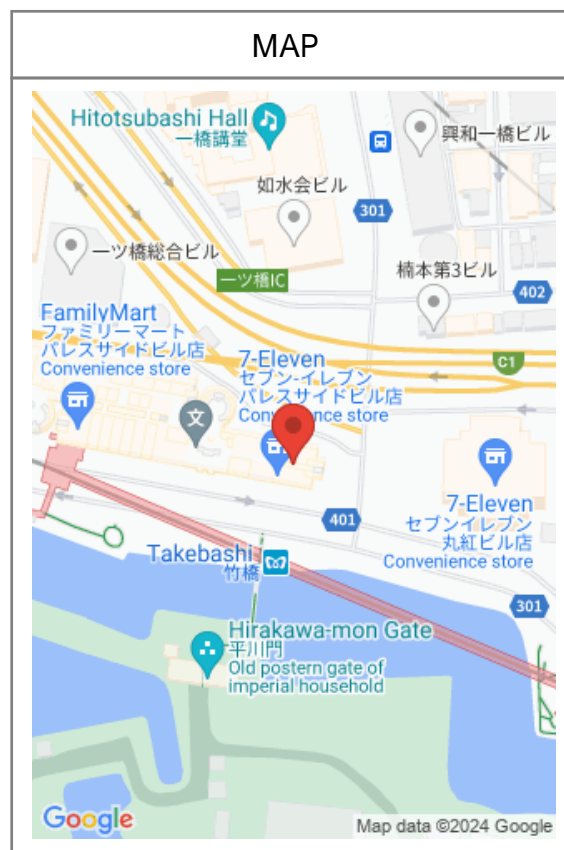 MAP
Hitotsubashi Hall
一橋講堂
興和一橋ビル
如水会ビル
301
一ツ橋総合ビル
一ツ橋IC
楠本第3ビル
402
FamilyMart
ファミリーマート
パレスサイドビル店
Convenience store
7-Eleven
セブン-イレブン
パレスサイドビル店
Convenience store
C1
文
7-Eleven
セブンイレブン
丸紅ビル店
Convenience store
401
Takebashi
竹橋
301
Hirakawa-mon Gate
平川門
Old postern gate of
imperial household
Google
Map data ©2024 Google